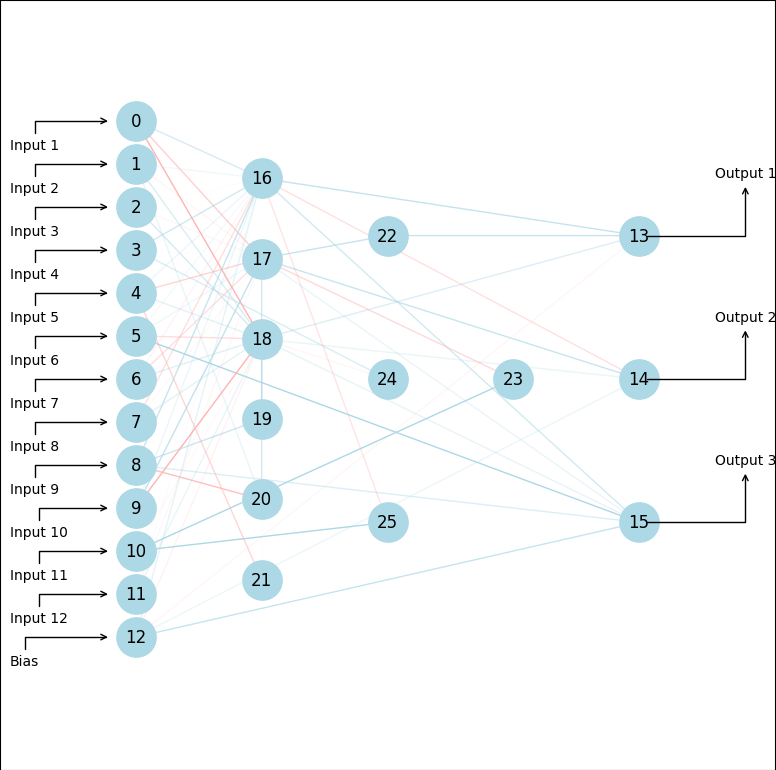 0
Input 1
1
Input 2
2
Input 3
3
Input 4
4
Input 5
5
Input 6
6
Input 7
7
Input 8
8
Input 9
9
Input 10
10
Input 11
11
Input 12
12
Bias
16
17
18
19
20
21
22
24
25
23
13
14
15
Output 1
Output 2
Output 3